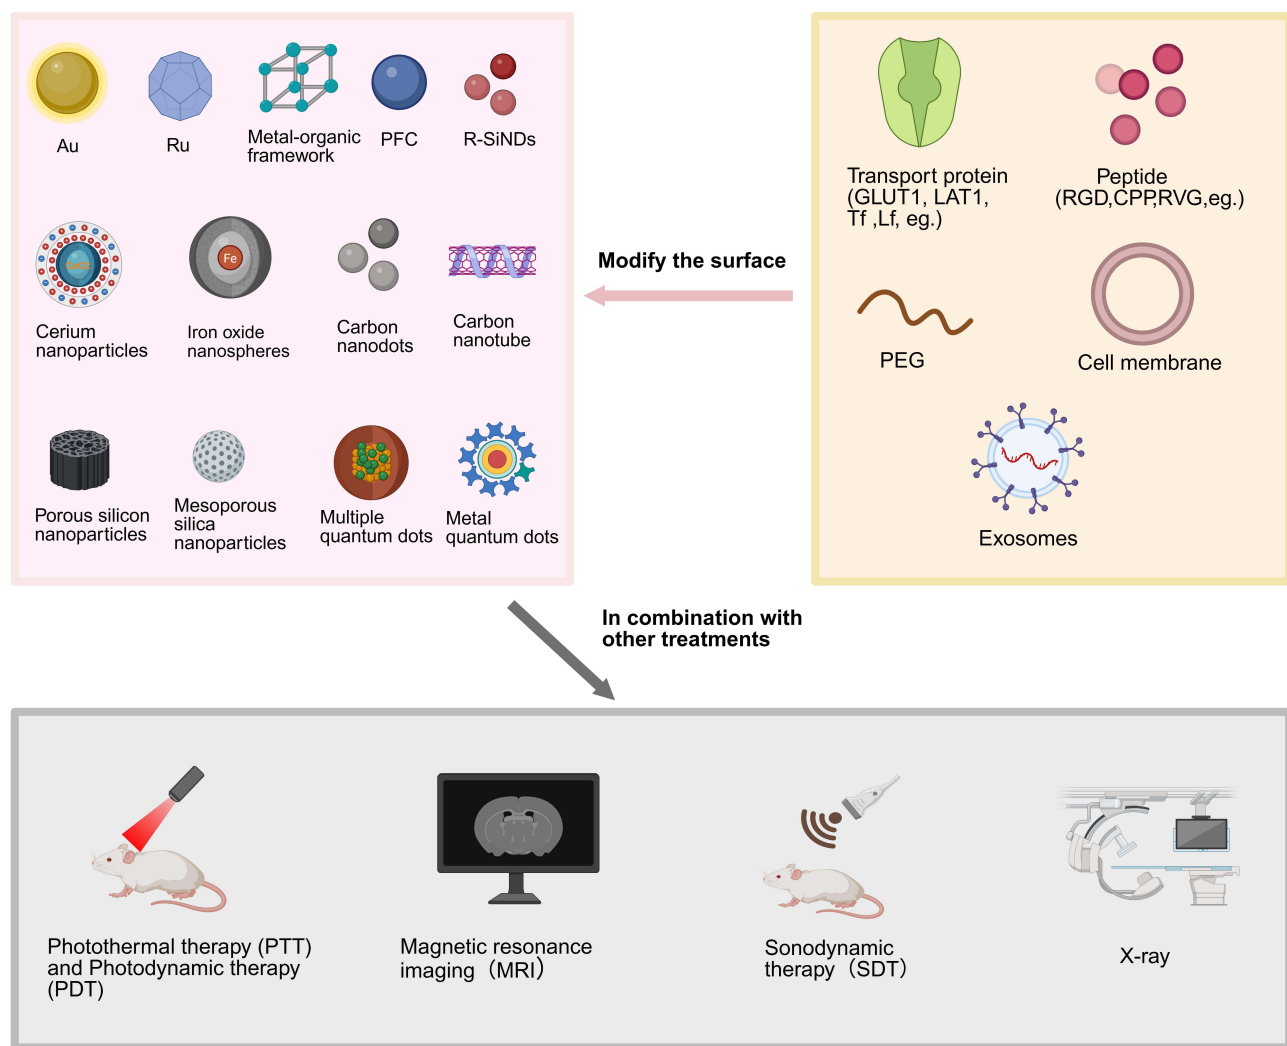 Au
Ru
Metal-organic
framework
PFC
R-SiNDs
Cerium
nanoparticles
Fe
Iron oxide
nanospheres
Carbon
nanodots
Carbon
nanotube
Porous silicon
nanoparticles
Mesoporous
silica
nanoparticles
Multiple
quantum dots
Metal
quantum dots
Modify the surface
Transport protein
(GLUT1, LAT1,
Tf ,Lf, eg.)
Peptide
(RGD,CPP,RVG,eg.)
PEG
Cell membrane
Exosomes
In combination with
other treatments
Photothermal therapy (PTT)
and Photodynamic therapy
(PDT)
Magnetic resonance
imaging（MRI）
Sonodynamic
therapy（SDT）
X-ray